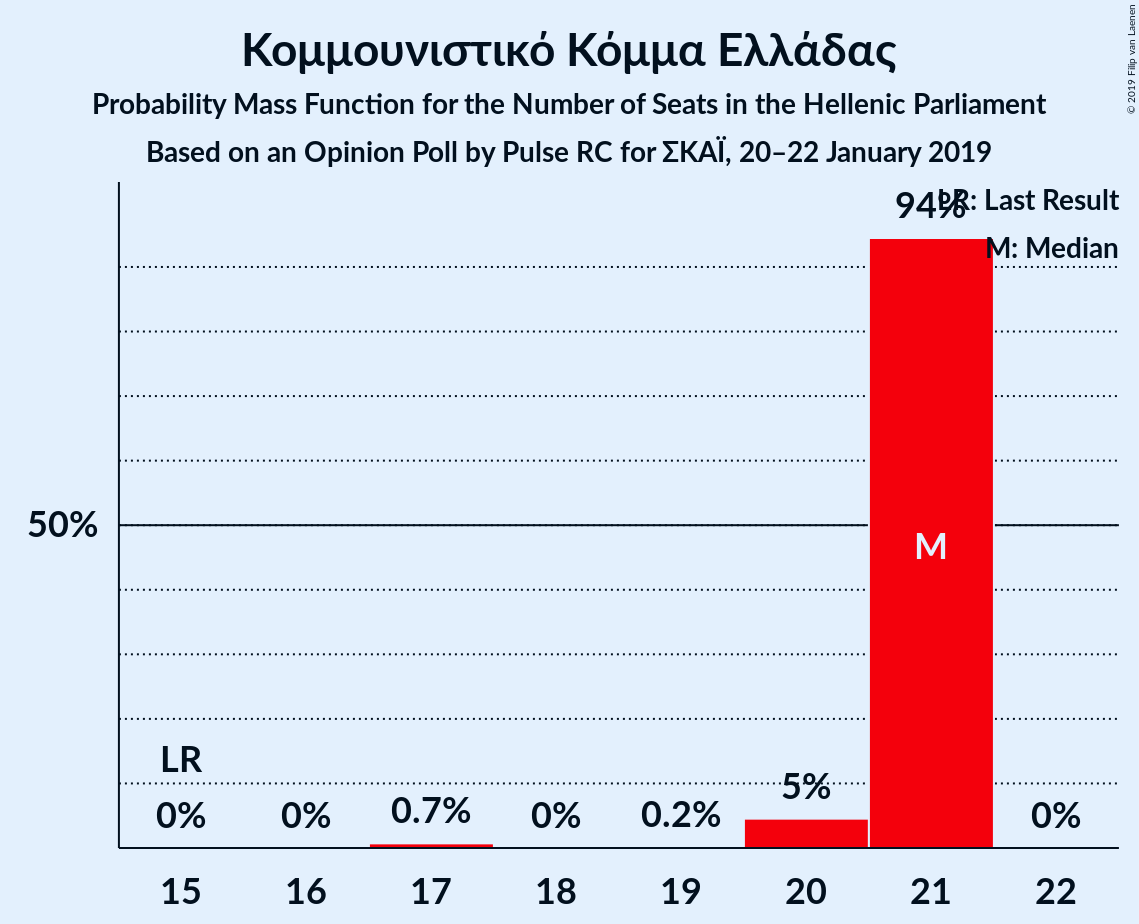 Κομμουνιστικό Κόμμα Ελλάδας
Probability Mass Function for the Number of Seats in the Hellenic Parliament
Based on an Opinion Poll by Pulse RC for ΣΚΑΪ, 20–22 January 2019
© 2019 Filip van Laenen
LR: Last Result
M: Median
94%
50%
M
LR
0%
0%
0.7%
0%
0.2%
5%
0%
15 16 17 18 19 20 21 22